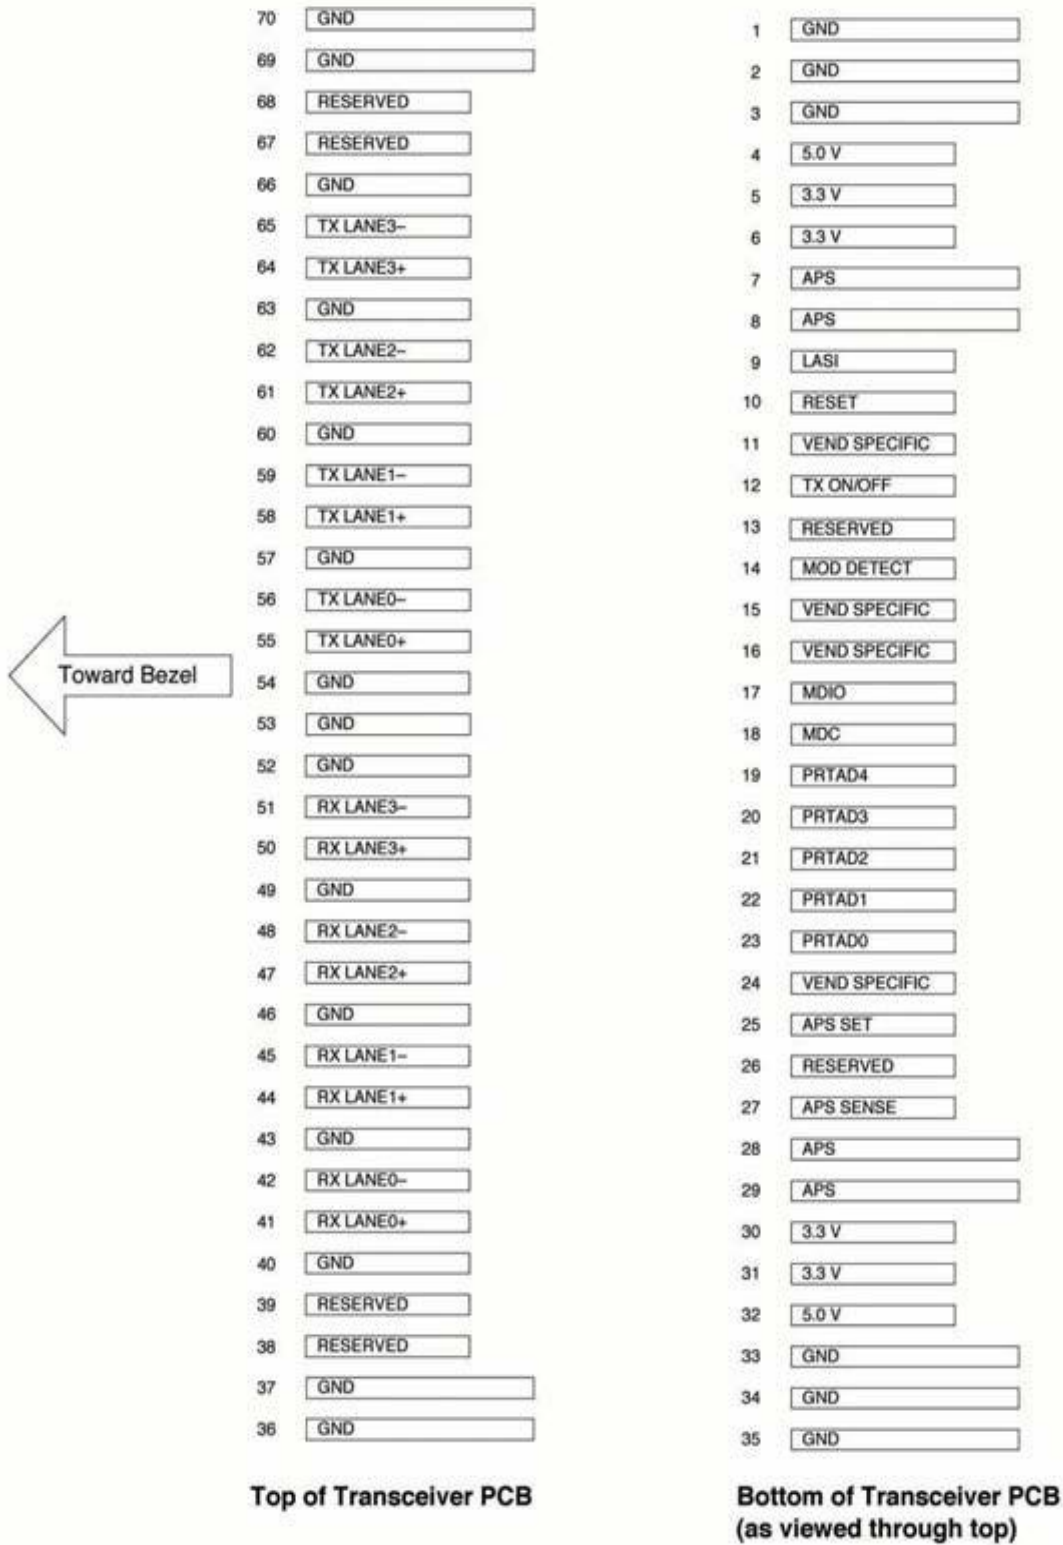 70 GND
69 GND
68 RESERVED
67 RESERVED
66 GND
65 TX LANE3–
64 TX LANE3+
63 GND
62 TX LANE2–
61 TX LANE2+
60 GND
59 TX LANE1–
58 TX LANE1+
57 GND
56 TX LANE0–
55 TX LANE0+
54 GND
53 GND
52 GND
51 RX LANE3–
50 RX LANE3+
49 GND
48 RX LANE2–
47 RX LANE2+
46 GND
45 RX LANE1–
44 RX LANE1+
43 GND
42 RX LANE0–
41 RX LANE0+
40 GND
39 RESERVED
38 RESERVED
37 GND
36 GND
Top of Transceiver PCB
Toward Bezel
1 GND
2 GND
3 GND
4 5.0 V
5 3.3 V
6 3.3 V
7 APS
8 APS
9 LASI
10 RESET
11 VEND SPECIFIC
12 TX ON/OFF
13 RESERVED
14 MOD DETECT
15 VEND SPECIFIC
16 VEND SPECIFIC
17 MDIO
18 MDC
19 PRTAD4
20 PRTAD3
21 PRTAD2
22 PRTAD1
23 PRTAD0
24 VEND SPECIFIC
25 APS SET
26 RESERVED
27 APS SENSE
28 APS
29 APS
30 3.3 V
31 3.3 V
32 5.0 V
33 GND
34 GND
35 GND
Bottom of Transceiver PCB
(as viewed through top)